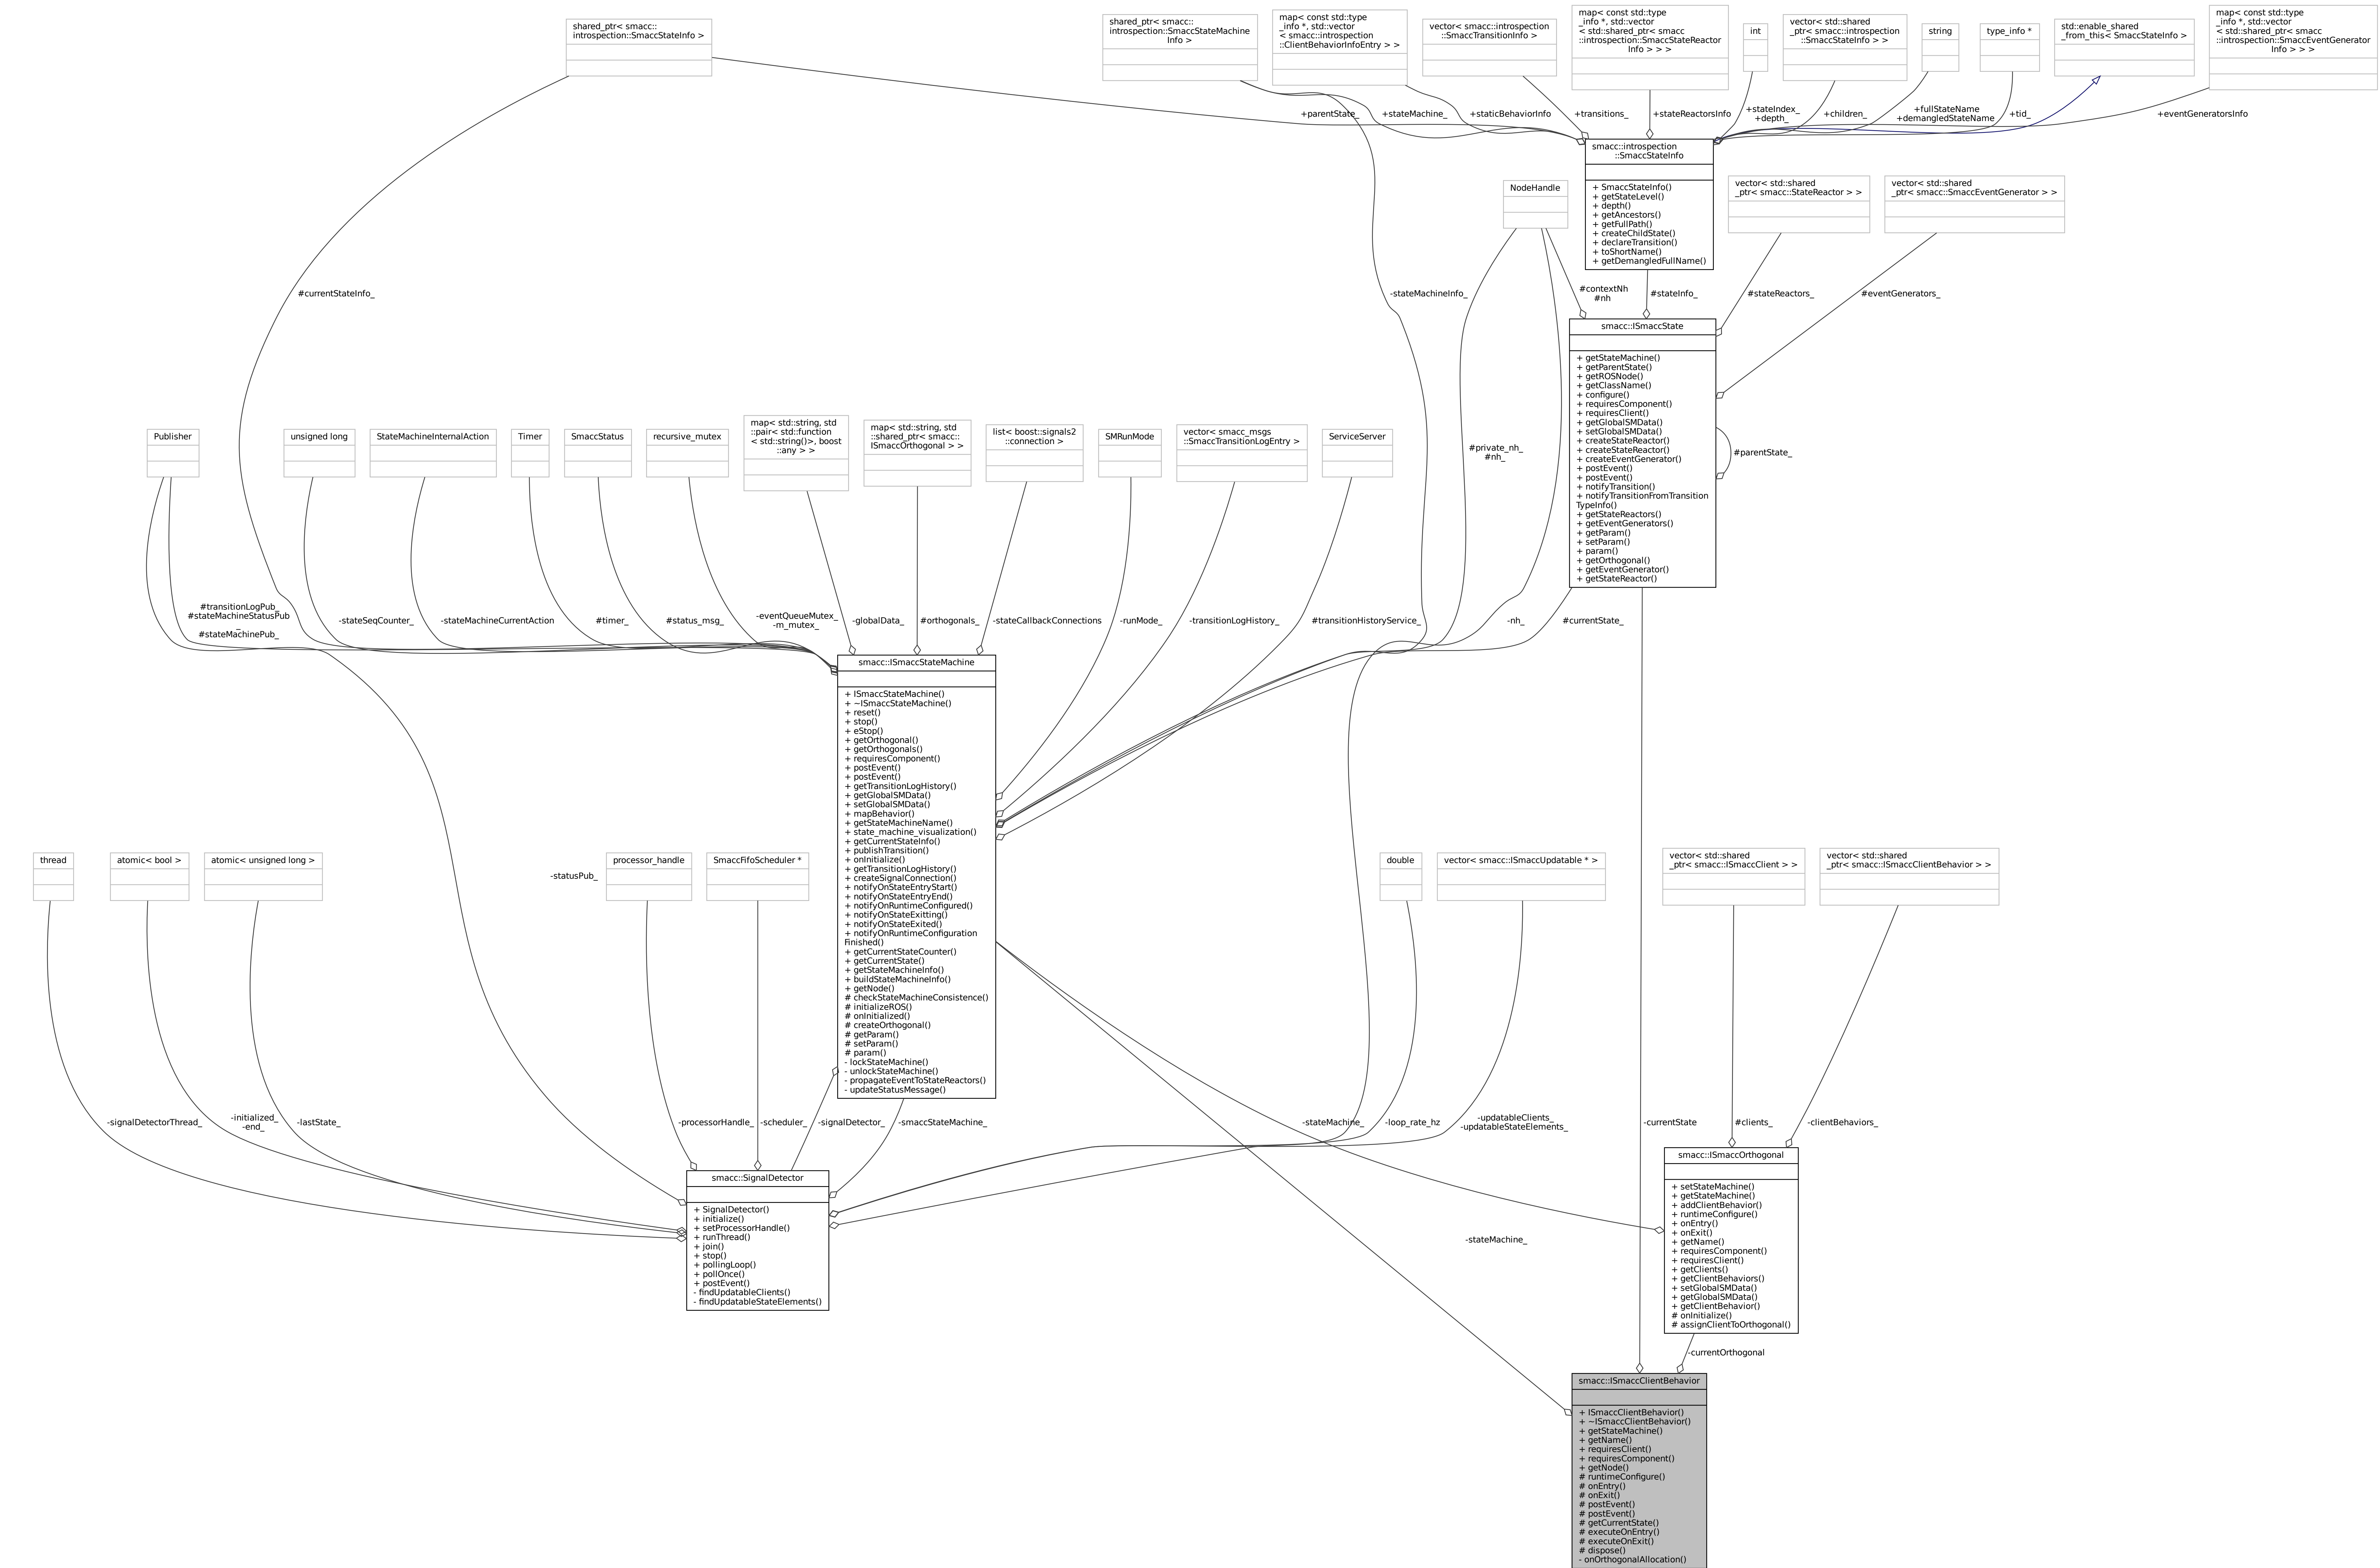 shared_ptr< smacc::
introspection::SmaccStateInfo >
shared_ptr< smacc::
introspection::SmaccStateMachine
Info >
map< const std::type
_info *, std::vector
< smacc::introspection
::ClientBehaviorInfoEntry > >
vector< smacc::introspection
::SmaccTransitionInfo >
map< const std::type
_info *, std::vector
< std::shared_ptr< smacc
::introspection::SmaccStateReactor
Info > > >
int
vector< std::shared
_ptr< smacc::introspection
::SmaccStateInfo > >
string
type_info *
std::enable_shared
_from_this< SmaccStateInfo >
map< const std::type
_info *, std::vector
< std::shared_ptr< smacc
::introspection::SmaccEventGenerator
Info > > >
+parentState_
+stateMachine_
+staticBehaviorInfo
+transitions_
+stateReactorsInfo
+stateIndex_
+depth_
+children_
+fullStateName
+demangledStateName
+tid_
+eventGeneratorsInfo
smacc::introspection
::SmaccStateInfo
+ SmaccStateInfo()
+ getStateLevel()
+ depth()
+ getAncestors()
+ getFullPath()
+ createChildState()
+ declareTransition()
+ toShortName()
+ getDemangledFullName()
NodeHandle
vector< std::shared
_ptr< smacc::StateReactor > >
vector< std::shared
_ptr< smacc::SmaccEventGenerator > >
#currentStateInfo_
-stateMachineInfo_
#contextNh
#nh
#stateInfo_
#stateReactors_
#eventGenerators_
smacc::ISmaccState
+ getStateMachine()
+ getParentState()
+ getROSNode()
+ getClassName()
+ configure()
+ requiresComponent()
+ requiresClient()
+ getGlobalSMData()
+ setGlobalSMData()
+ createStateReactor()
+ createStateReactor()
+ createEventGenerator()
+ postEvent()
+ postEvent()
+ notifyTransition()
+ notifyTransitionFromTransition
TypeInfo()
+ getStateReactors()
+ getEventGenerators()
+ getParam()
+ setParam()
+ param()
+ getOrthogonal()
+ getEventGenerator()
+ getStateReactor()
#parentState_
Publisher
unsigned long
StateMachineInternalAction
Timer
SmaccStatus
recursive_mutex
map< std::string, std
::pair< std::function
< std::string()>, boost
::any > >
map< std::string, std
::shared_ptr< smacc::
ISmaccOrthogonal > >
list< boost::signals2
::connection >
SMRunMode
vector< smacc_msgs
::SmaccTransitionLogEntry >
ServiceServer
#private_nh_
#nh_
#transitionLogPub_
#stateMachineStatusPub
_
#stateMachinePub_
-stateSeqCounter_
-stateMachineCurrentAction
#timer_
#status_msg_
-eventQueueMutex_
-m_mutex_
-globalData_
#orthogonals_
-stateCallbackConnections
-runMode_
-transitionLogHistory_
#transitionHistoryService_
-nh_
#currentState_
smacc::ISmaccStateMachine
+ ISmaccStateMachine()
+ ~ISmaccStateMachine()
+ reset()
+ stop()
+ eStop()
+ getOrthogonal()
+ getOrthogonals()
+ requiresComponent()
+ postEvent()
+ postEvent()
+ getTransitionLogHistory()
+ getGlobalSMData()
+ setGlobalSMData()
+ mapBehavior()
+ getStateMachineName()
+ state_machine_visualization()
+ getCurrentStateInfo()
+ publishTransition()
+ onInitialize()
+ getTransitionLogHistory()
+ createSignalConnection()
+ notifyOnStateEntryStart()
+ notifyOnStateEntryEnd()
+ notifyOnRuntimeConfigured()
+ notifyOnStateExitting()
+ notifyOnStateExited()
+ notifyOnRuntimeConfiguration
Finished()
+ getCurrentStateCounter()
+ getCurrentState()
+ getStateMachineInfo()
+ buildStateMachineInfo()
+ getNode()
# checkStateMachineConsistence()
# initializeROS()
# onInitialized()
# createOrthogonal()
# getParam()
# setParam()
# param()
- lockStateMachine()
- unlockStateMachine()
- propagateEventToStateReactors()
- updateStatusMessage()
thread
atomic< bool >
atomic< unsigned long >
-statusPub_
processor_handle
SmaccFifoScheduler *
double
vector< smacc::ISmaccUpdatable * >
vector< std::shared
_ptr< smacc::ISmaccClient > >
vector< std::shared
_ptr< smacc::ISmaccClientBehavior > >
-signalDetectorThread_
-initialized_
-end_
-lastState_
-processorHandle_
-scheduler_
-signalDetector_
-smaccStateMachine_
-stateMachine_
-loop_rate_hz
-updatableClients_
-updatableStateElements_
-currentState
#clients_
-clientBehaviors_
smacc::SignalDetector
+ SignalDetector()
+ initialize()
+ setProcessorHandle()
+ runThread()
+ join()
+ stop()
+ pollingLoop()
+ pollOnce()
+ postEvent()
- findUpdatableClients()
- findUpdatableStateElements()
-stateMachine_
smacc::ISmaccOrthogonal
+ setStateMachine()
+ getStateMachine()
+ addClientBehavior()
+ runtimeConfigure()
+ onEntry()
+ onExit()
+ getName()
+ requiresComponent()
+ requiresClient()
+ getClients()
+ getClientBehaviors()
+ setGlobalSMData()
+ getGlobalSMData()
+ getClientBehavior()
# onInitialize()
# assignClientToOrthogonal()
-currentOrthogonal
smacc::ISmaccClientBehavior
+ ISmaccClientBehavior()
+ ~ISmaccClientBehavior()
+ getStateMachine()
+ getName()
+ requiresClient()
+ requiresComponent()
+ getNode()
# runtimeConfigure()
# onEntry()
# onExit()
# postEvent()
# postEvent()
# getCurrentState()
# executeOnEntry()
# executeOnExit()
# dispose()
- onOrthogonalAllocation()